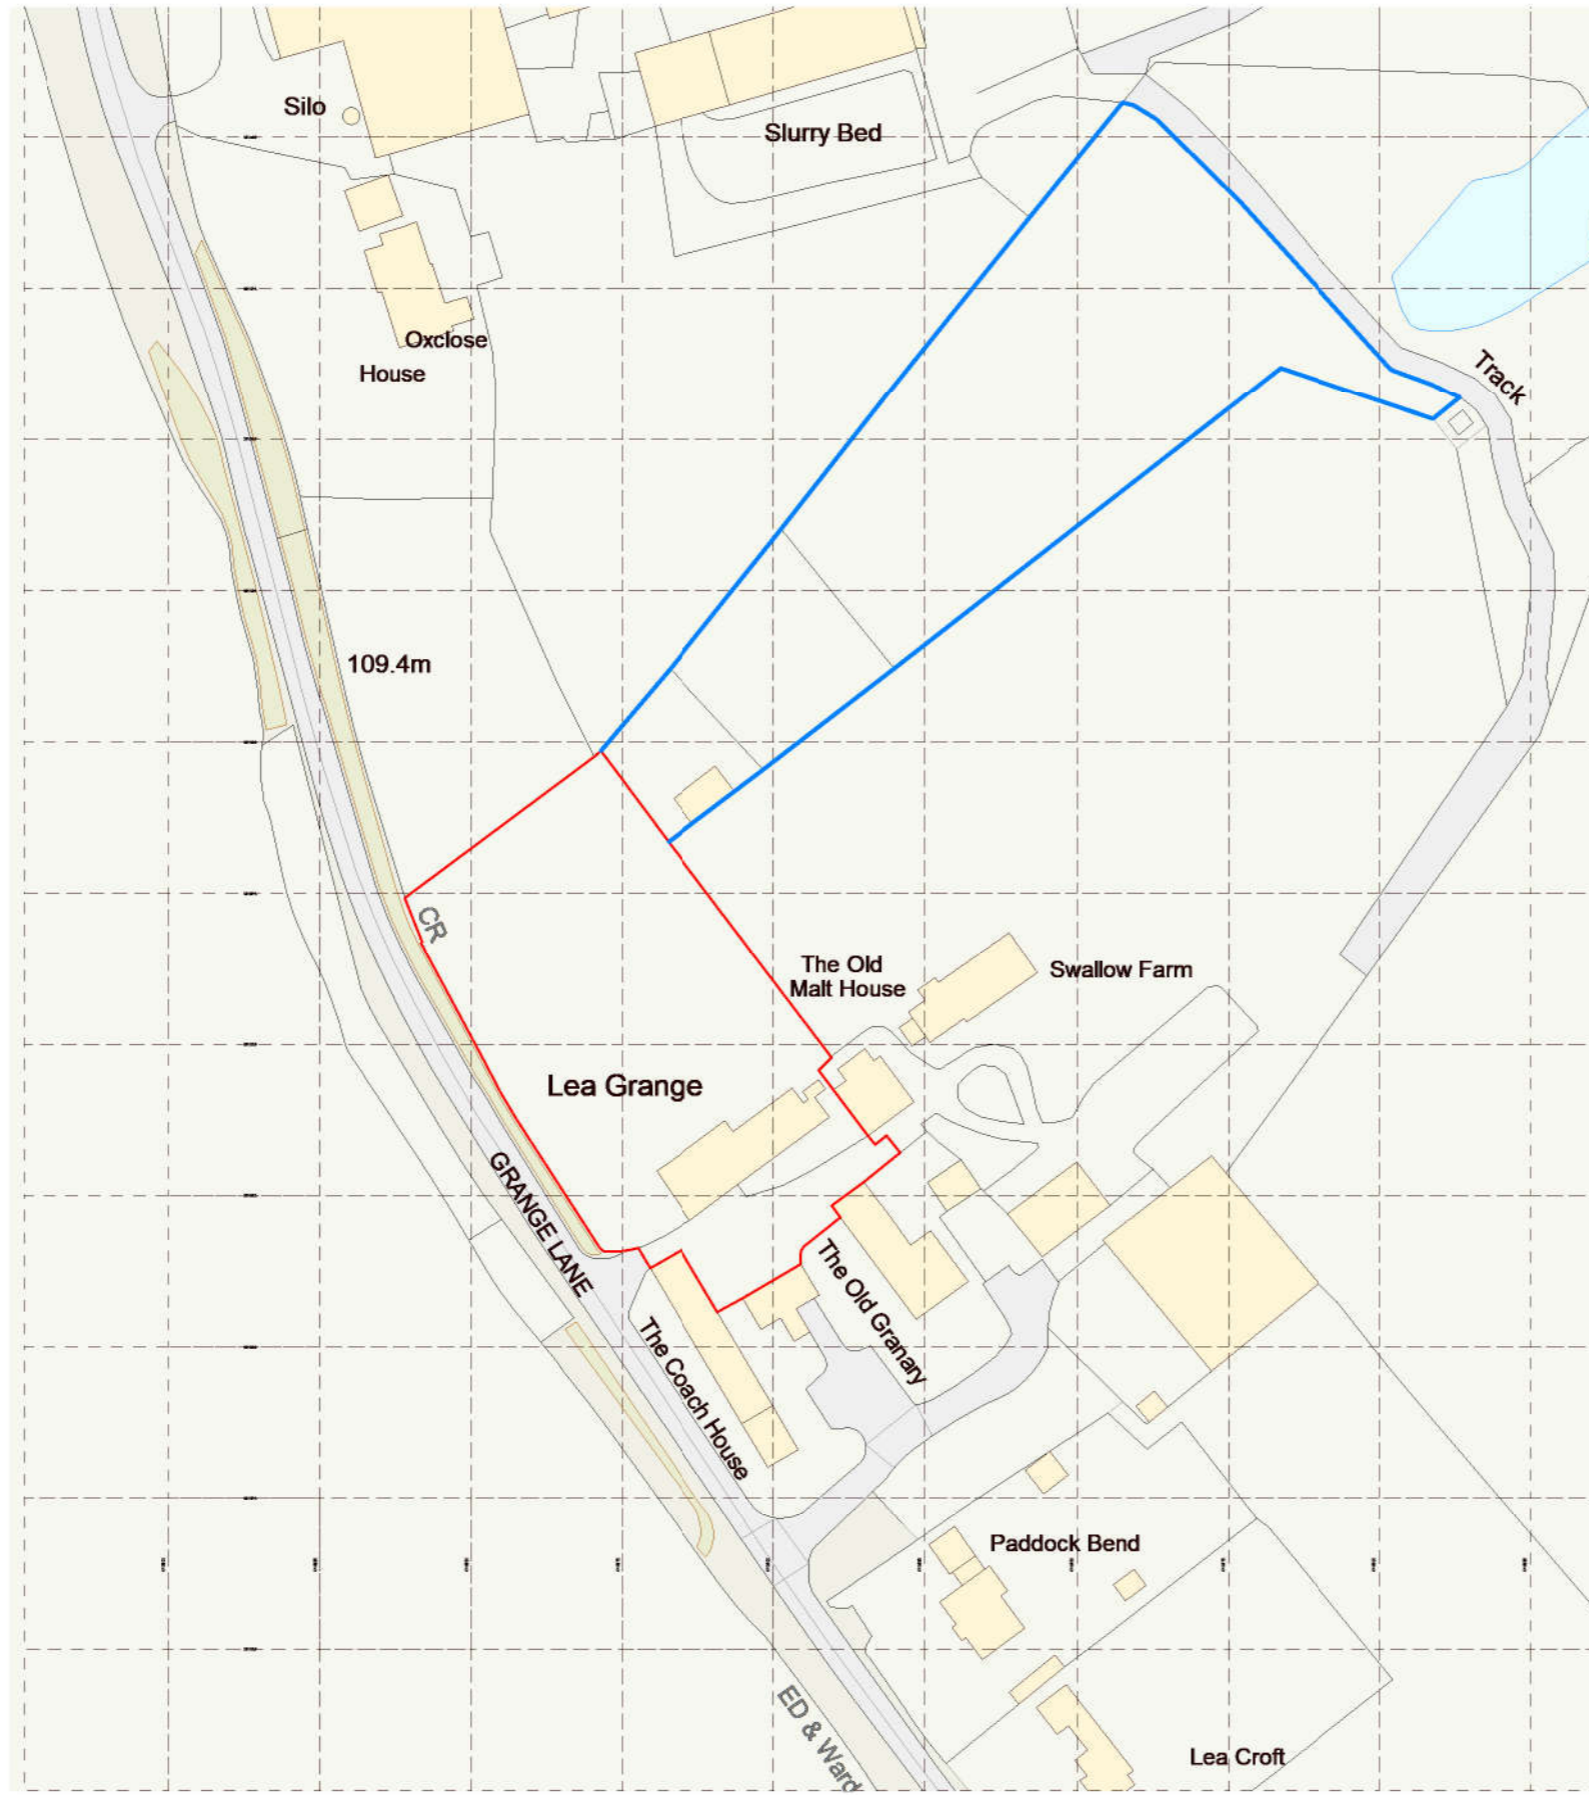 Silo
Slurry Bed
Oxclose
House
Track
109.4m
CR
The Old
Malt House
Swallow Farm
Lea Grange
GRANGE LANE
The Old Granary
The Coach House
Paddock Bend
ED & Ward
Lea Croft